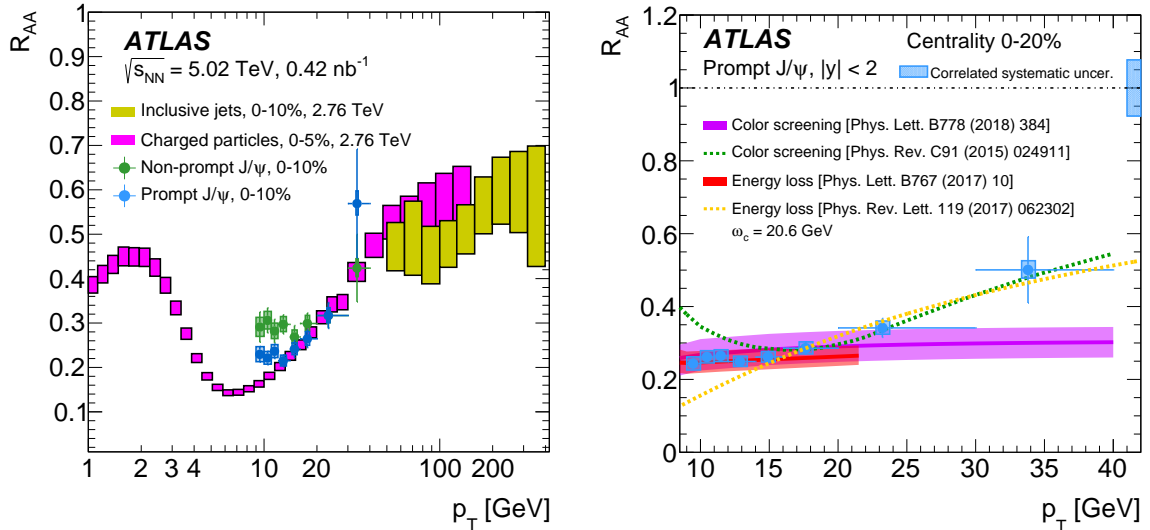 R_AA
1
0.9
0.8
0.7
0.6
0.5
0.4
0.3
0.2
0.1
ATLAS
√s_NN = 5.02 TeV, 0.42 nb⁻¹
Inclusive jets, 0-10%, 2.76 TeV
Charged particles, 0-5%, 2.76 TeV
Non-prompt J/ψ, 0-10%
Prompt J/ψ, 0-10%
1 2 3 4 10 20 100 200
p_T [GeV]
R_AA
1.2
1
0.8
0.6
0.4
0.2
0
ATLAS Centrality 0-20%
Prompt J/ψ, |y| < 2 Correlated systematic uncer.
Color screening [Phys. Lett. B778 (2018) 384]
Color screening [Phys. Rev. C91 (2015) 024911]
Energy loss [Phys. Lett. B767 (2017) 10]
Energy loss [Phys. Rev. Lett. 119 (2017) 062302]
ω_c = 20.6 GeV
10 15 20 25 30 35 40
p_T [GeV]